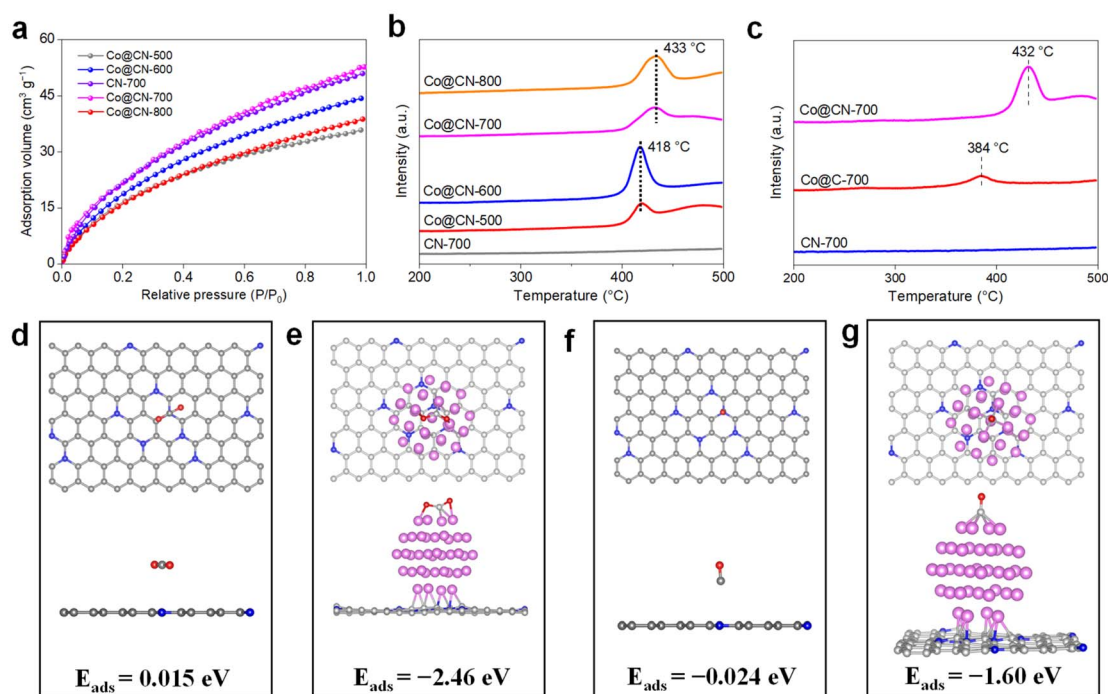 a
60
45
30
15
0
Adsorption volume (cm³ g⁻¹)
Co@CN-500
Co@CN-600
CN-700
Co@CN-700
Co@CN-800
0.0 0.2 0.4 0.6 0.8 1.0
Relative pressure (P/P₀)
b
Intensity (a.u.)
433 °C
Co@CN-800
Co@CN-700
418 °C
Co@CN-600
Co@CN-500
CN-700
200 300 400 500
Temperature (°C)
c
Intensity (a.u.)
432 °C
Co@CN-700
384 °C
Co@C-700
CN-700
200 300 400 500
Temperature (°C)
d
E_ads = 0.015 eV
e
E_ads = −2.46 eV
f
E_ads = −0.024 eV
g
E_ads = −1.60 eV